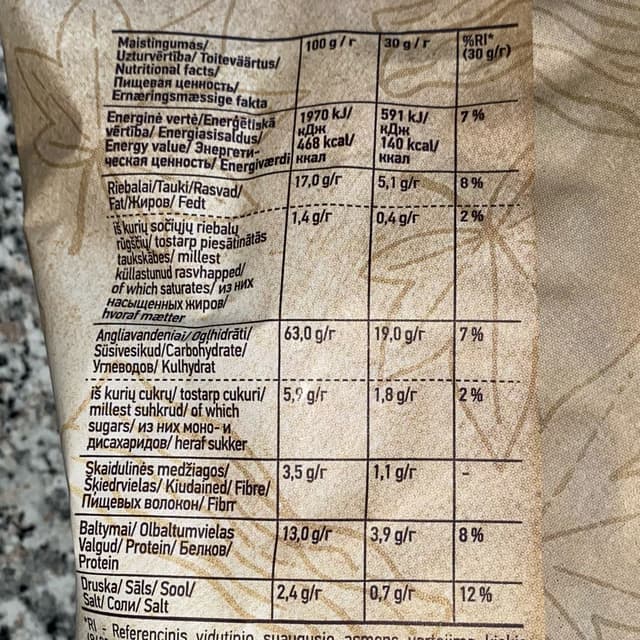 Maistingumas/ 100 g/г 30 g/г %RI*
Uzturvērtība/ Toiteväärtus/ (30 g/г)
Nutritional facts/
Пищевая ценность/
Ernæringsmæssige fakta
Energinė vertė/Enerģētiskā 1970 kJ/ 591 kJ/ 7 %
vērtība/ Energiasisaldus/ кДж кДж
Energy value/ Энергети- 468 kcal/ 140 kcal/
ческая ценность/ Energiværdi ккал ккал
Riebalai/Tauki/Rasvad/ 17,0 g/г 5,1 g/г 8 %
Fat/Жиров/ Fedt
iš kurių sočiųjų riebalų 1,4 g/г 0,4 g/г 2 %
rūgščių/ tostarp piesātinātās
taukskābes/ millest
küllastunud rasvhapped/
of which saturates/ из них
насыщенных жиров/
hvoraf mætter
Angliavandeniai/Ogļhidrāti/ 63,0 g/г 19,0 g/г 7 %
Süsivesikud/Carbohydrate/
Углеводов/ Kulhydrat
iš kurių cukrų/ tostarp cukuri/ 5,9 g/г 1,8 g/г 2 %
millest suhkrud/ of which
sugars/ из них моно- и
дисахаридов/ heraf sukker
Skaidulinės medžiagos/ 3,5 g/г 1,1 g/г -
Šķiedrvielas/ Kiudained/ Fibre/
Пищевых волокон/ Fibrr
Baltymai/ Olbaltumvielas 13,0 g/г 3,9 g/г 8 %
Valgud/ Protein/ Белков/
Protein
Druska/ Sāls/ Sool/ 2,4 g/г 0,7 g/г 12 %
Salt/ Соли/ Salt
*RI - Referencinis vidutinio suaugusio